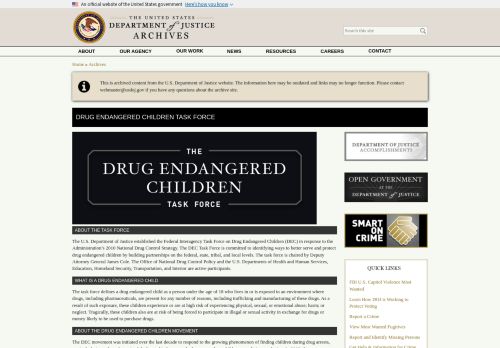 An official website of the United States government Here's how you know
THE UNITED STATES
DEPARTMENT of JUSTICE
ARCHIVES
Search this site
ABOUT OUR AGENCY OUR WORK NEWS RESOURCES CAREERS CONTACT
Home » Archives
This is archived content from the U.S. Department of Justice website. The information here may be outdated and links may no longer function. Please contact
webmaster@usdoj.gov if you have any questions about the archive site.
DRUG ENDANGERED CHILDREN TASK FORCE
THE
DRUG ENDANGERED
CHILDREN
TASK FORCE
ABOUT THE TASK FORCE
The U.S. Department of Justice established the Federal Interagency Task Force on Drug Endangered Children (DEC) in response to the
Administration's 2010 National Drug Control Strategy. The DEC Task Force is committed to identifying ways to better serve and protect
drug endangered children by building partnerships on the federal, state, tribal, and local levels. The task force is chaired by Deputy
Attorney General James Cole. The Office of National Drug Control Policy and the U.S. Departments of Health and Human Services,
Education, Homeland Security, Transportation, and Interior are active participants.
WHAT IS A DRUG ENDANGERED CHILD
The task force defines a drug endangered child as a person under the age of 18 who lives in or is exposed to an environment where
drugs, including pharmaceuticals, are present for any number of reasons, including trafficking and manufacturing of these drugs. As a
result of such exposure, these children experience or are at high risk of experiencing physical, sexual, or emotional abuse; harm; or
neglect. Tragically, these children also are at risk of being forced to participate in illegal or sexual activity in exchange for drugs or
money likely to be used to purchase drugs.
ABOUT THE DRUG ENDANGERED CHILDREN MOVEMENT
The DEC movement was initiated over the last decade to respond to the growing phenomenon of finding children during drug arrests,
DEPARTMENT OF JUSTICE
ACCOMPLISHMENTS
OPEN GOVERNMENT
AT THE DEPARTMENT OF JUSTICE
SMART
ON
CRIME
QUICK LINKS
FBI U.S. Capitol Violence Most
Wanted
Learn How DOJ is Working to
Protect Voting
Report a Crime
View Most Wanted Fugitives
Report and Identify Missing Persons